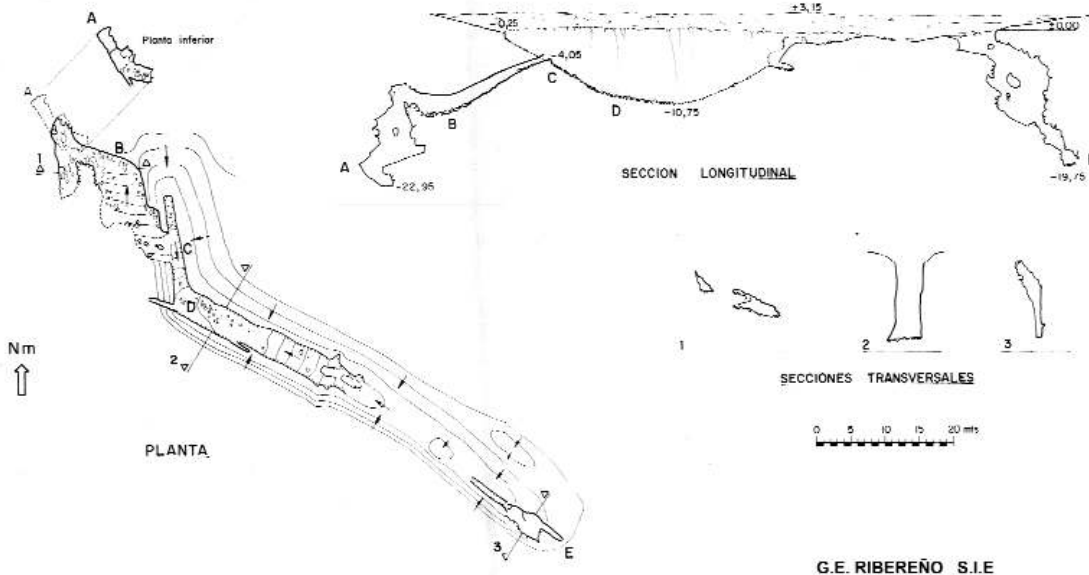 A
Planta inferior
A
B
1
C
D
2
Nm
PLANTA
3
E
+3,15
-0,25
±0,00
-4,05
C
B
D
-10,75
A
-22,95
-19,75
SECCION LONGITUDINAL
1
2
3
SECCIONES TRANSVERSALES
0 5 10 15 20 mts
G.E. RIBEREÑO S.I.E